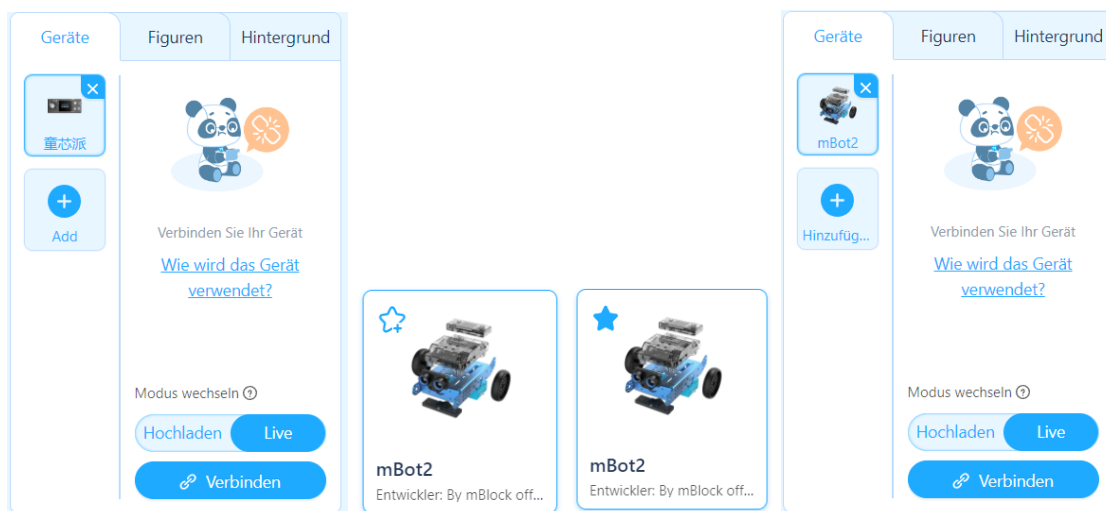 Geräte Figuren Hintergrund
童芯派
Add
Verbinden Sie Ihr Gerät
Wie wird das Gerät
verwendet?
Modus wechseln ?
Hochladen Live
Verbinden
mBot2
Entwickler: By mBlock off...
mBot2
Entwickler: By mBlock off...
Geräte Figuren Hintergrund
mBot2
Hinzufüg...
Verbinden Sie Ihr Gerät
Wie wird das Gerät
verwendet?
Modus wechseln ?
Hochladen Live
Verbinden